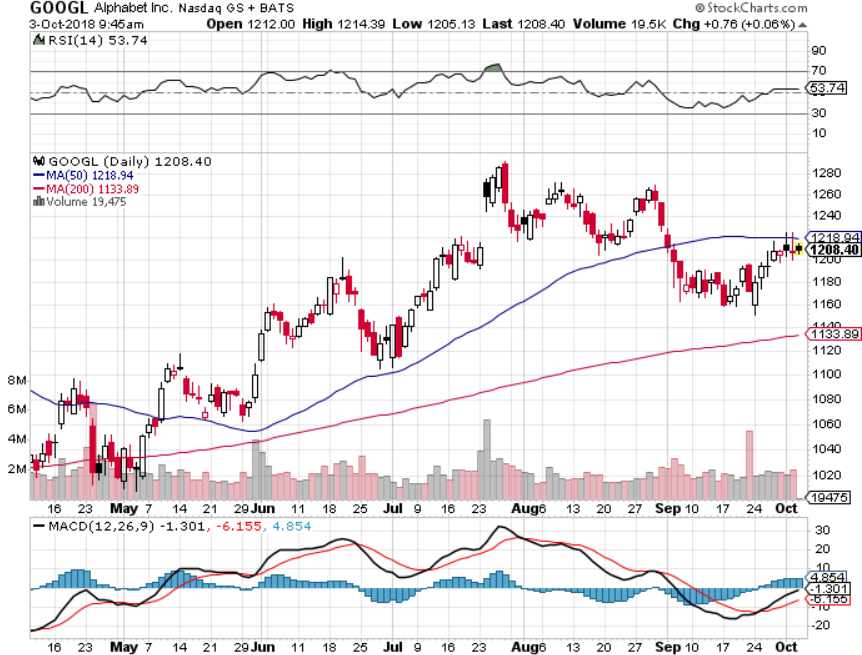 GOOGL Alphabet Inc. Nasdaq GS + BATS © StockCharts.com
3-Oct-2018 9:45am Open 1212.00 High 1214.39 Low 1205.13 Last 1208.40 Volume 19.5K Chg +0.76 (+0.06%)
RSI(14) 53.74
90
70
53.74
30
10
GOOGL (Daily) 1208.40
MA(50) 1218.94
MA(200) 1133.89
Volume 19,475
1280
1260
1240
1218.94
1208.40
1200
1180
1160
1140
1133.89
1120
1100
1080
1060
1040
1020
8M
6M
4M
2M
19475
16 23 May 7 14 21 29 Jun 11 18 25 Jul 9 16 23 Aug 6 13 20 27 Sep 10 17 24 Oct
MACD(12,26,9) -1.301, -6.155, 4.854
30
20
10
4.854
-1.301
-6.155
-10
-20
16 23 May 7 14 21 29 Jun 11 18 25 Jul 9 16 23 Aug 6 13 20 27 Sep 10 17 24 Oct